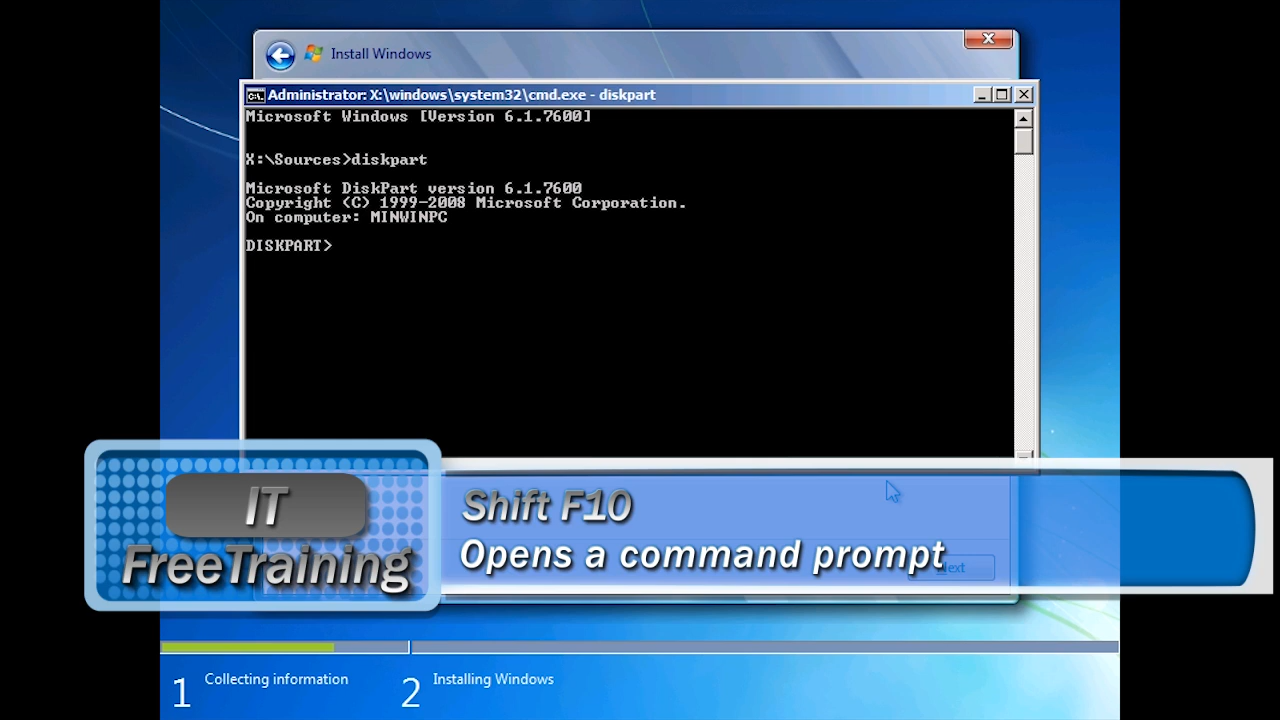 Install Windows
Administrator: X:\windows\system32\cmd.exe - diskpart
Microsoft Windows [Version 6.1.7600]
X:\Sources>diskpart
Microsoft DiskPart version 6.1.7600
Copyright (C) 1999-2008 Microsoft Corporation.
On computer: MININWPC
DISKPART>
IT
FreeTraining
Shift F10
Opens a command prompt
Next
1 Collecting information
2 Installing Windows